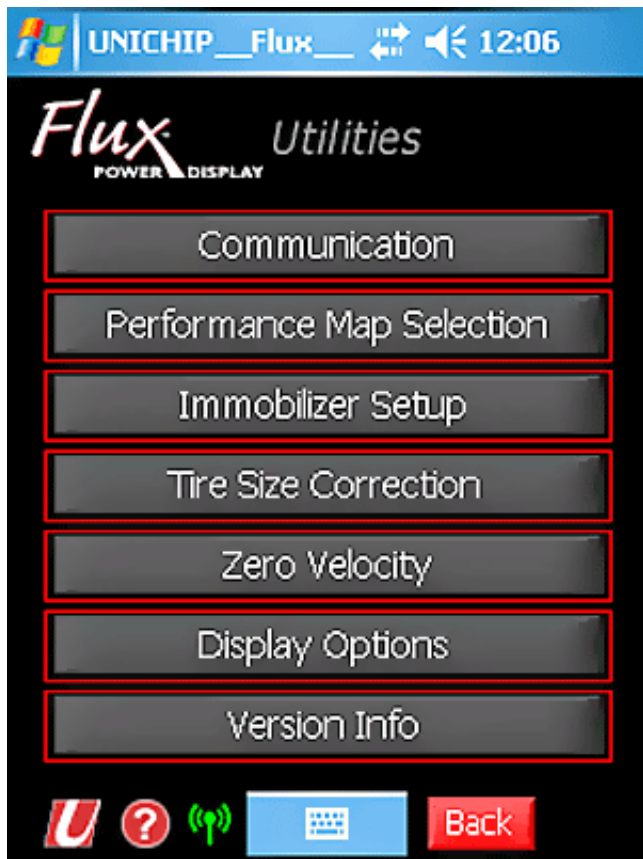 UNICHIP__Flux__ 12:06
Flux
POWER DISPLAY
Utilities
Communication
Performance Map Selection
Immobilizer Setup
Tire Size Correction
Zero Velocity
Display Options
Version Info
U ? Back